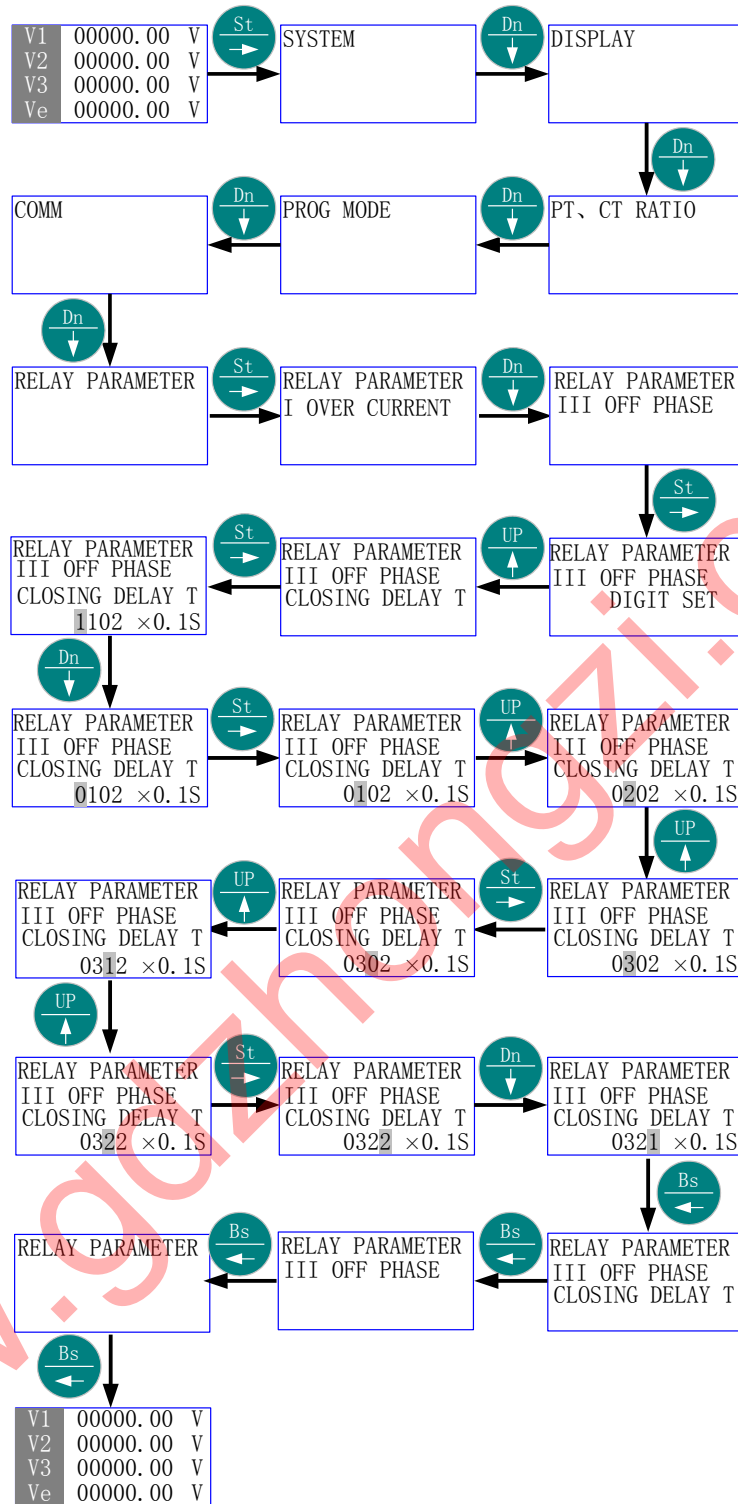 V1 00000.00 V
V2 00000.00 V
V3 00000.00 V
Ve 00000.00 V
St
SYSTEM
Dn
DISPLAY
Dn
PT、CT RATIO
Dn
PROG MODE
Dn
COMM
Dn
RELAY PARAMETER
St
RELAY PARAMETER
I OVER CURRENT
Dn
RELAY PARAMETER
III OFF PHASE
St
RELAY PARAMETER
III OFF PHASE
DIGIT SET
UP
RELAY PARAMETER
III OFF PHASE
CLOSING DELAY T
St
RELAY PARAMETER
III OFF PHASE
CLOSING DELAY T
1102 ×0.1S
Dn
RELAY PARAMETER
III OFF PHASE
CLOSING DELAY T
0102 ×0.1S
St
RELAY PARAMETER
III OFF PHASE
CLOSING DELAY T
0102 ×0.1S
UP
RELAY PARAMETER
III OFF PHASE
CLOSING DELAY T
0202 ×0.1S
UP
RELAY PARAMETER
III OFF PHASE
CLOSING DELAY T
0302 ×0.1S
St
RELAY PARAMETER
III OFF PHASE
CLOSING DELAY T
0302 ×0.1S
UP
RELAY PARAMETER
III OFF PHASE
CLOSING DELAY T
0312 ×0.1S
UP
RELAY PARAMETER
III OFF PHASE
CLOSING DELAY T
0322 ×0.1S
St
RELAY PARAMETER
III OFF PHASE
CLOSING DELAY T
0322 ×0.1S
Dn
RELAY PARAMETER
III OFF PHASE
CLOSING DELAY T
0321 ×0.1S
Bs
RELAY PARAMETER
III OFF PHASE
CLOSING DELAY T
Bs
RELAY PARAMETER
III OFF PHASE
Bs
RELAY PARAMETER
Bs
V1 00000.00 V
V2 00000.00 V
V3 00000.00 V
Ve 00000.00 V
.gdzhongzi.